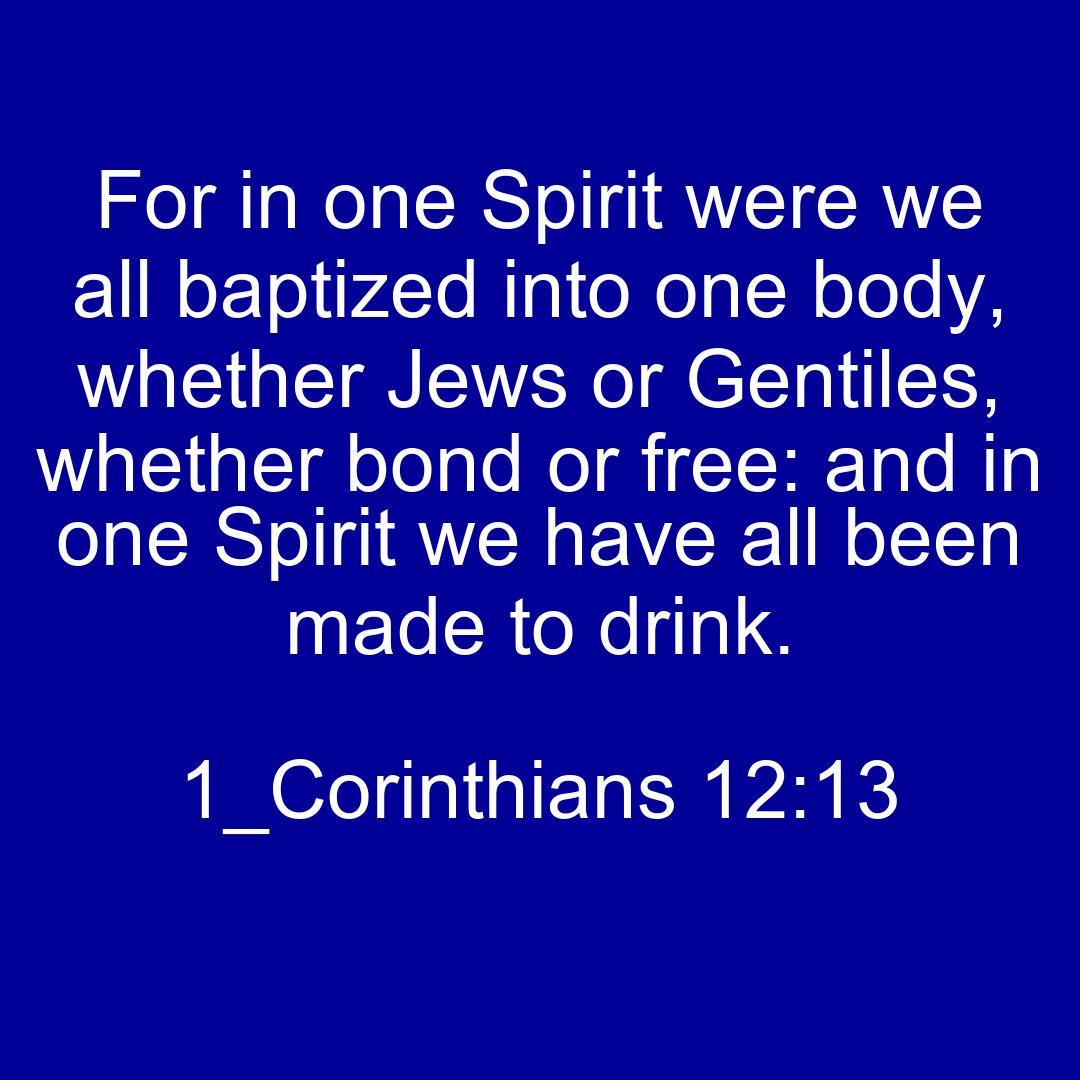 For in one Spirit were we
all baptized into one body,
whether Jews or Gentiles,
whether bond or free: and in
one Spirit we have all been
made to drink.
1_Corinthians 12:13